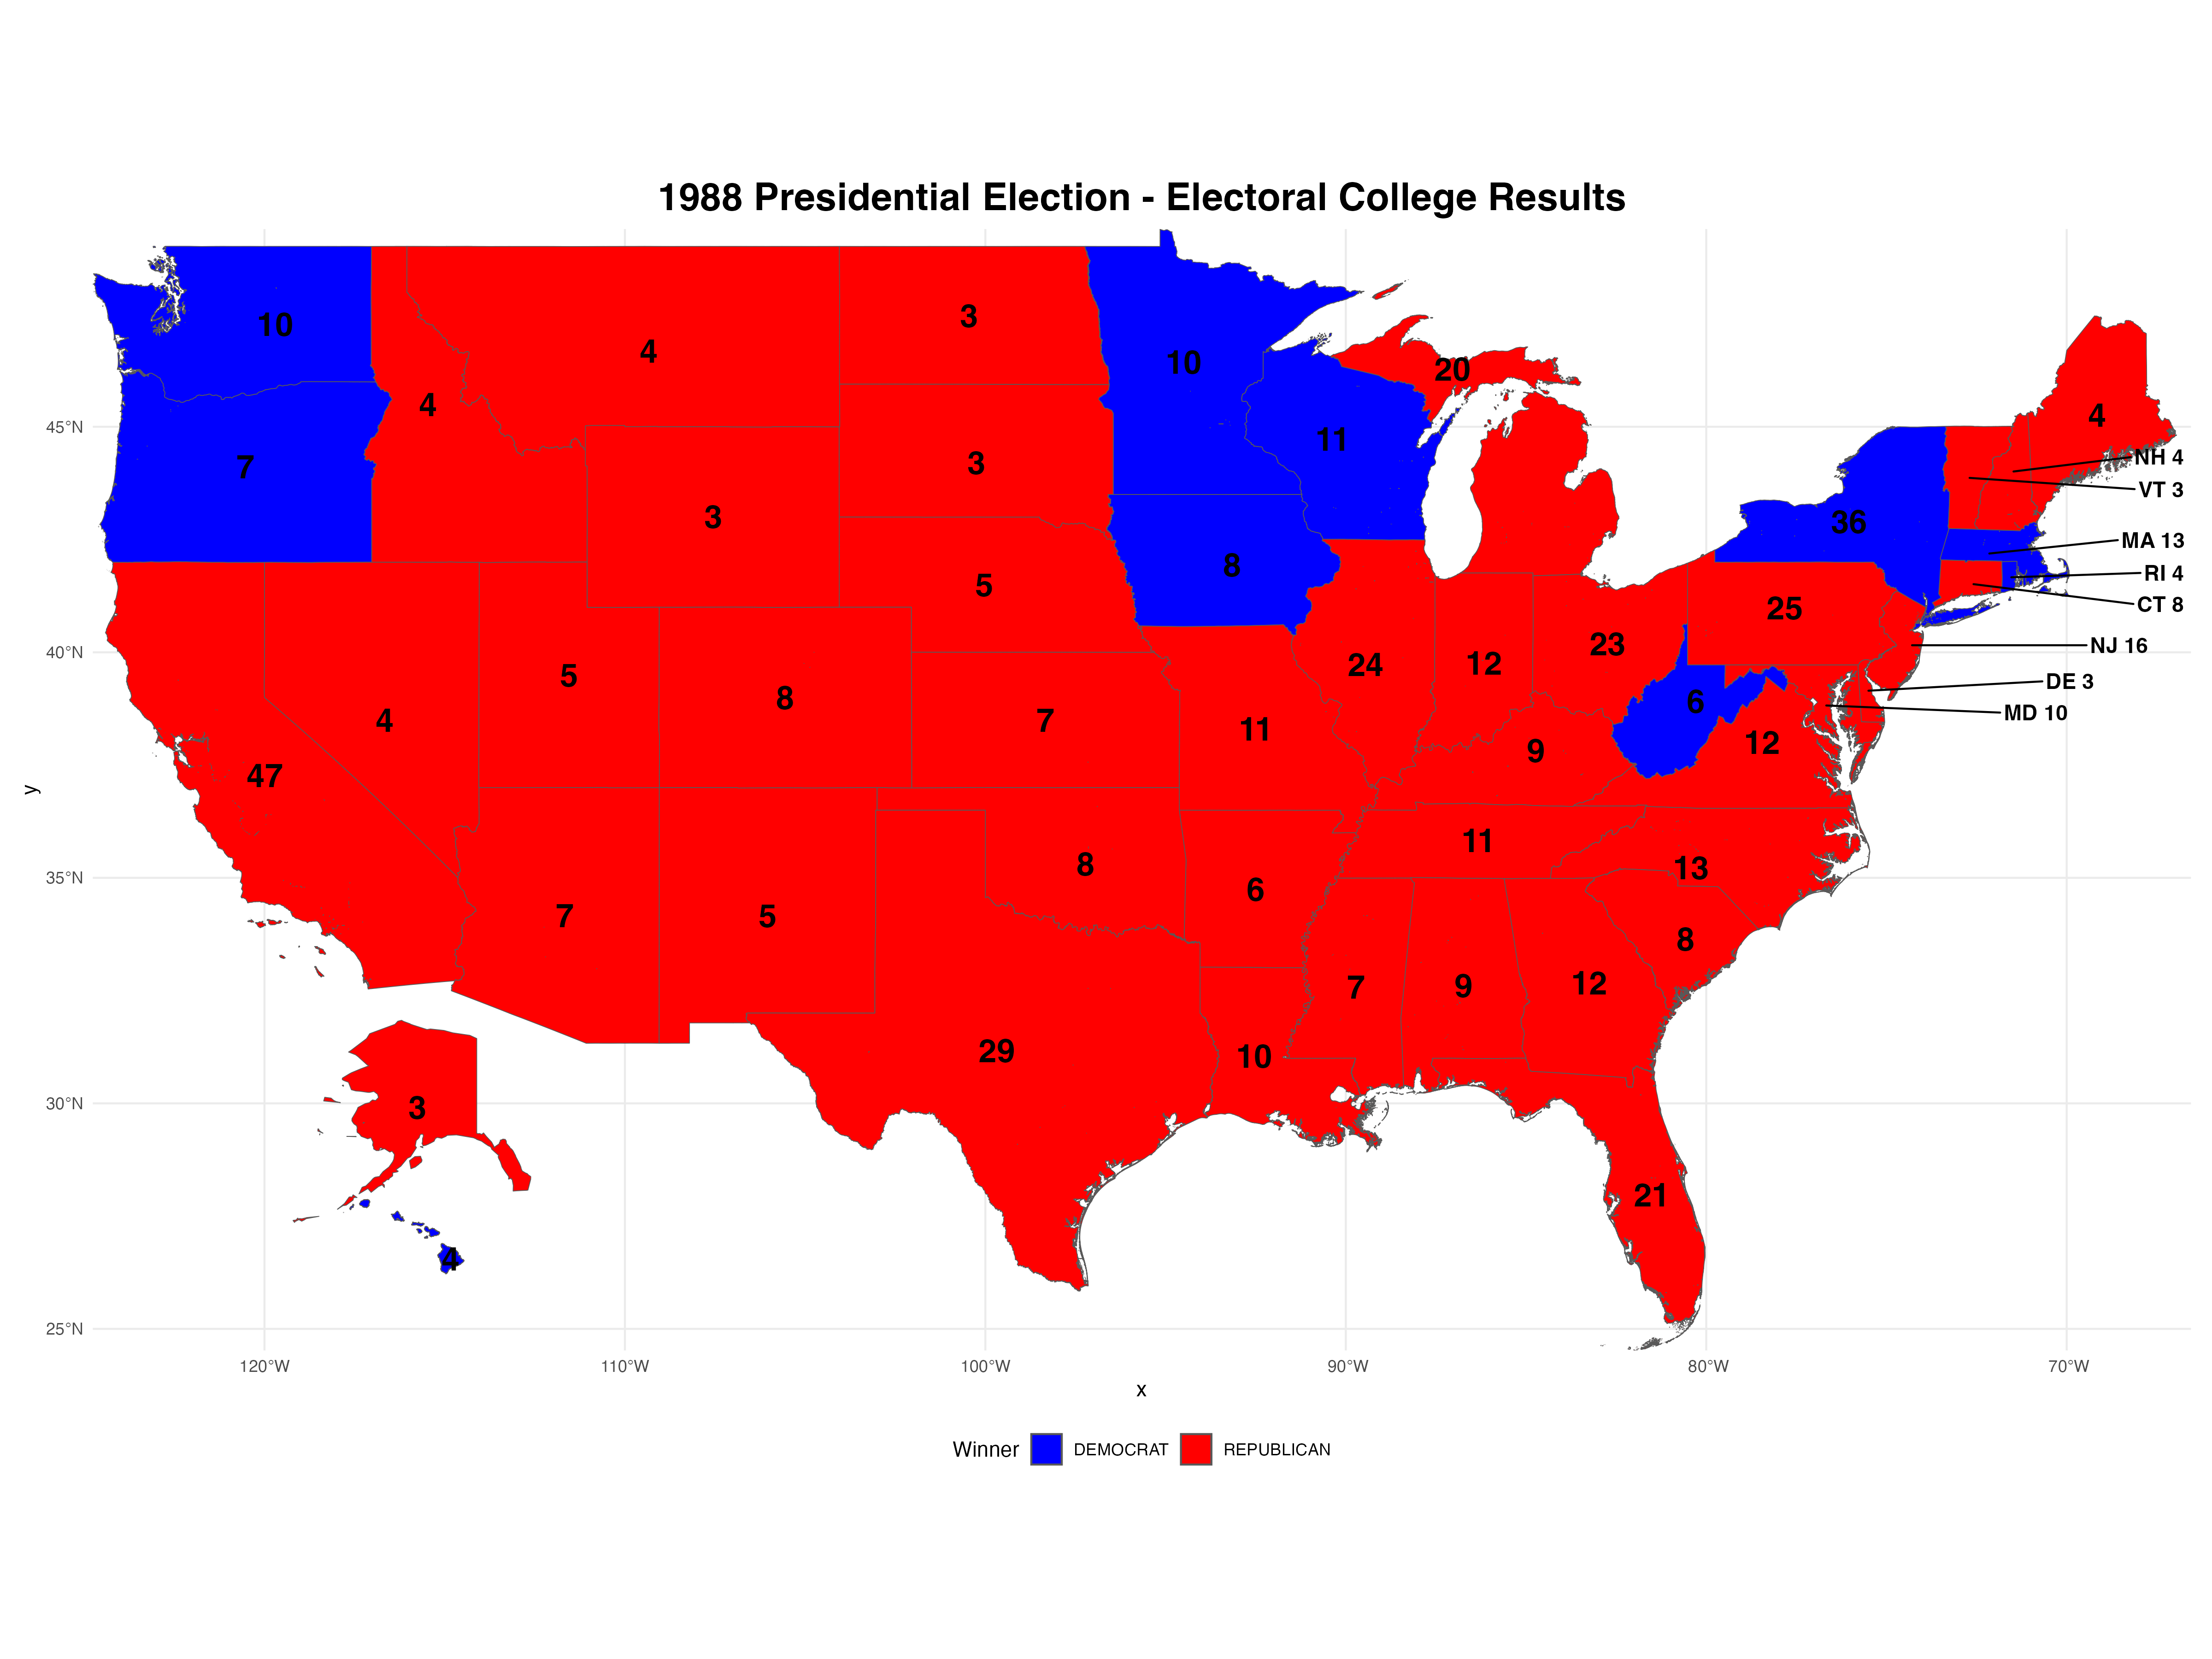 1988 Presidential Election - Electoral College Results
10
3
4
10
20
4
4
45°N
11
7
NH 4
3
VT 3
3
36
MA 13
8
RI 4
5
CT 8
25
23
NJ 16
40°N
24
12
5
DE 3
8
6
MD 10
4
7
11
12
9
47
11
8
13
35°N
6
7
5
8
12
7
9
29
10
30°N
3
21
4
25°N
120°W
110°W
100°W
90°W
80°W
70°W
x
y
Winner
DEMOCRAT
REPUBLICAN